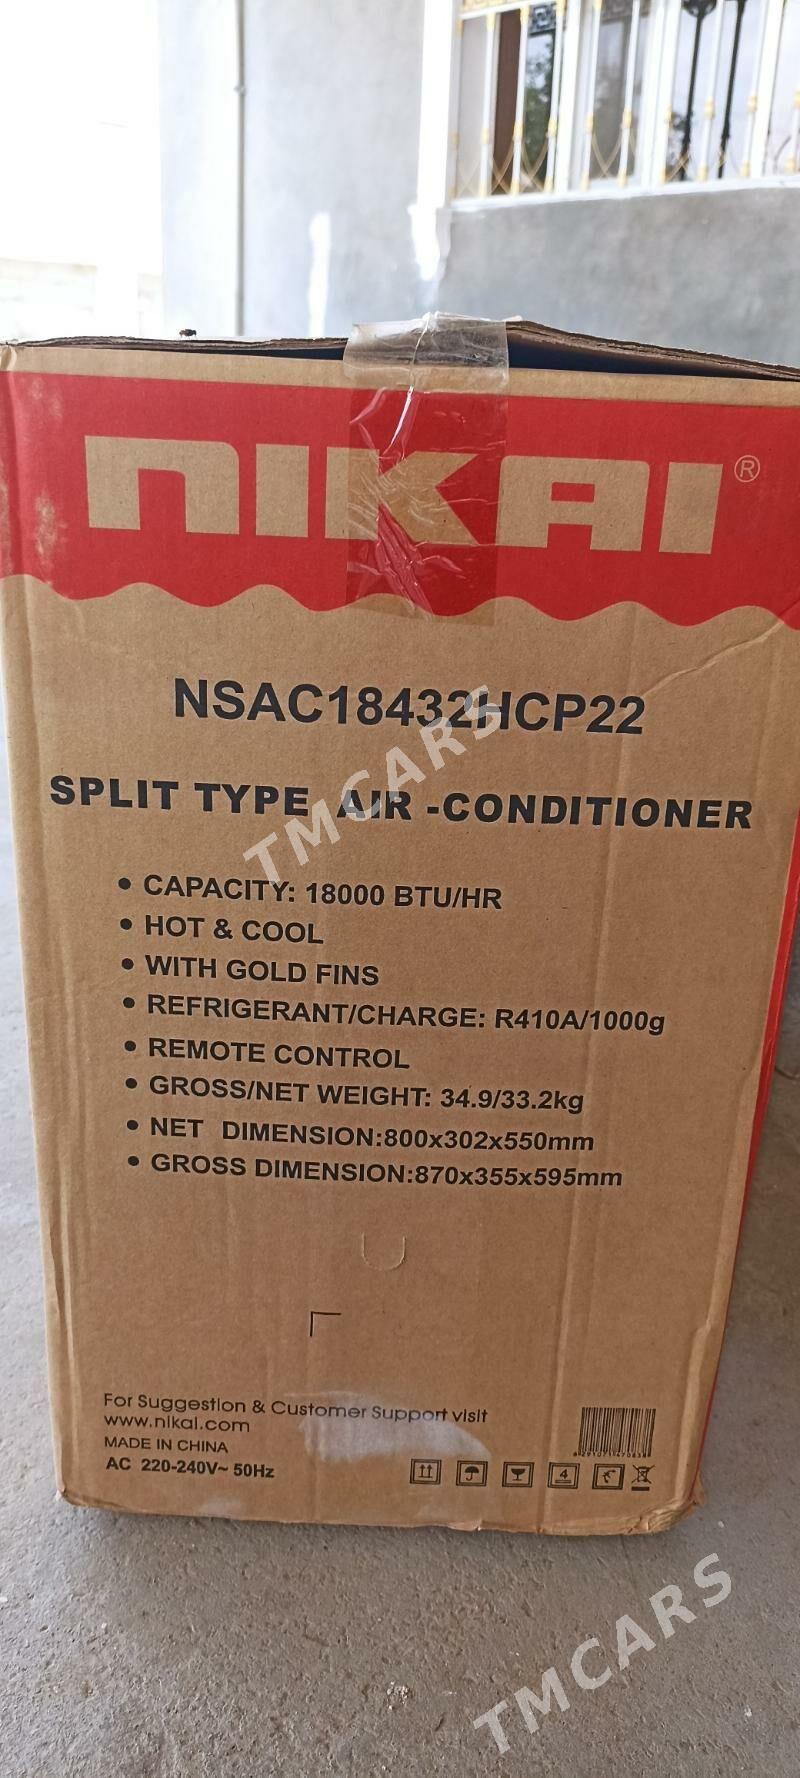 NIKAI®
NSAC18432HCP22
SPLIT TYPE AIR -CONDITIONER
• CAPACITY: 18000 BTU/HR
• HOT & COOL
• WITH GOLD FINS
• REFRIGERANT/CHARGE: R410A/1000g
• REMOTE CONTROL
• GROSS/NET WEIGHT: 34.9/33.2kg
• NET DIMENSION:800x302x550mm
• GROSS DIMENSION:870x355x595mm
For Suggestion & Customer Support visit
www.nikai.com
MADE IN CHINA
AC 220-240V~ 50Hz
4
TMCARS
TMCARS